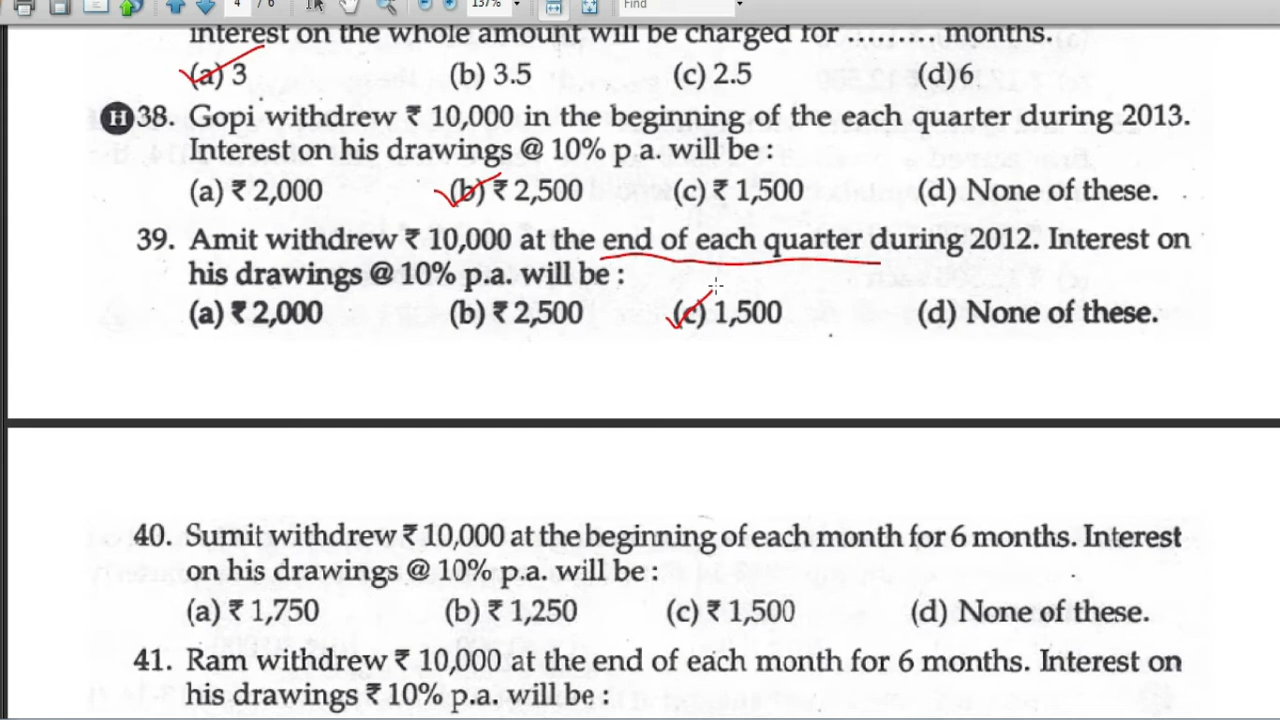 4 / 6
137%
Find
interest on the whole amount will be charged for .......... months.
(a) 3 (b) 3.5 (c) 2.5 (d) 6
H 38. Gopi withdrew ₹ 10,000 in the beginning of the each quarter during 2013.
Interest on his drawings @ 10% p.a. will be :
(a) ₹ 2,000 (b) ₹ 2,500 (c) ₹ 1,500 (d) None of these.
39. Amit withdrew ₹ 10,000 at the end of each quarter during 2012. Interest on
his drawings @ 10% p.a. will be :
(a) ₹ 2,000 (b) ₹ 2,500 (c) 1,500 (d) None of these.
40. Sumit withdrew ₹ 10,000 at the beginning of each month for 6 months. Interest
on his drawings @ 10% p.a. will be :
(a) ₹ 1,750 (b) ₹ 1,250 (c) ₹ 1,500 (d) None of these.
41. Ram withdrew ₹ 10,000 at the end of each month for 6 months. Interest on
his drawings ₹ 10% p.a. will be :